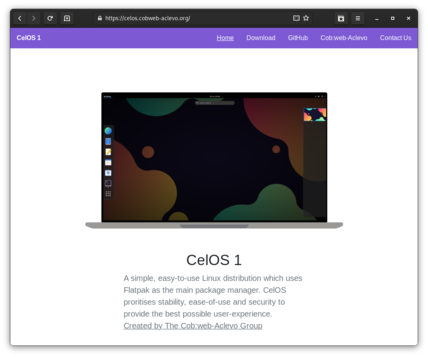 https://celos.cobweb-aclevo.org/
CelOS 1
Home Download GitHub Cob:web-Aclevo Contact Us
CelOS 1
A simple, easy-to-use Linux distribution which uses
Flatpak as the main package manager. CelOS
proritises stability, ease-of-use and security to
provide the best possible user-experience.
Created by The Cob:web-Aclevo Group